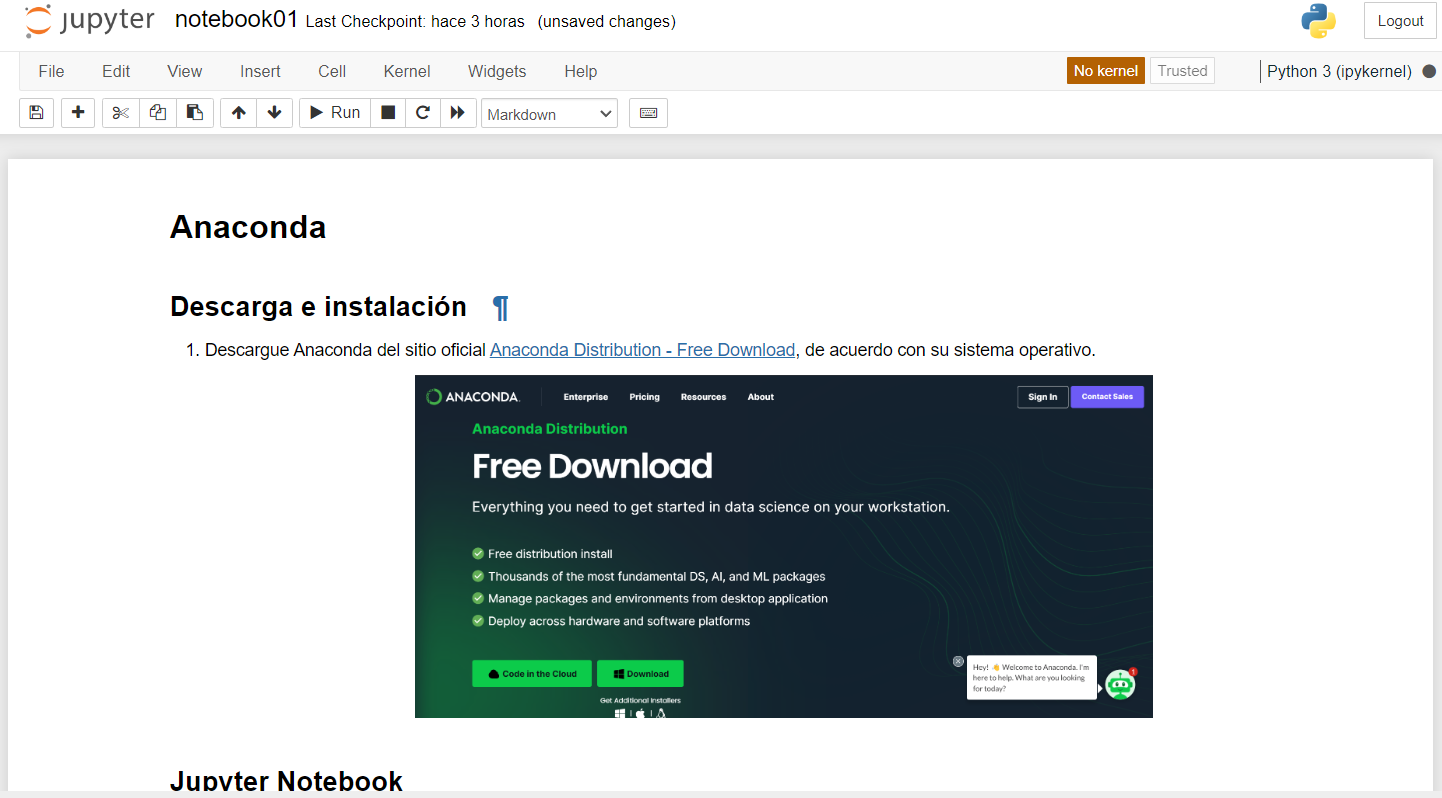 jupyter notebook01 Last Checkpoint: hace 3 horas (unsaved changes) Logout
File Edit View Insert Cell Kernel Widgets Help No kernel Trusted Python 3 (ipykernel)
Run Markdown
Anaconda
Descarga e instalación ¶
1. Descargue Anaconda del sitio oficial Anaconda Distribution - Free Download, de acuerdo con su sistema operativo.
ANACONDA. Enterprise Pricing Resources About Sign In Contact Sales
Anaconda Distribution
Free Download
Everything you need to get started in data science on your workstation.
Free distribution install
Thousands of the most fundamental DS, AI, and ML packages
Manage packages and environments from desktop application
Deploy across hardware and software platforms
Code in the Cloud Download
Get Additional Installers
Hey! 👋 Welcome to Anaconda. I'm
here to help. What are you looking
for today?
1
Jupyter Notebook